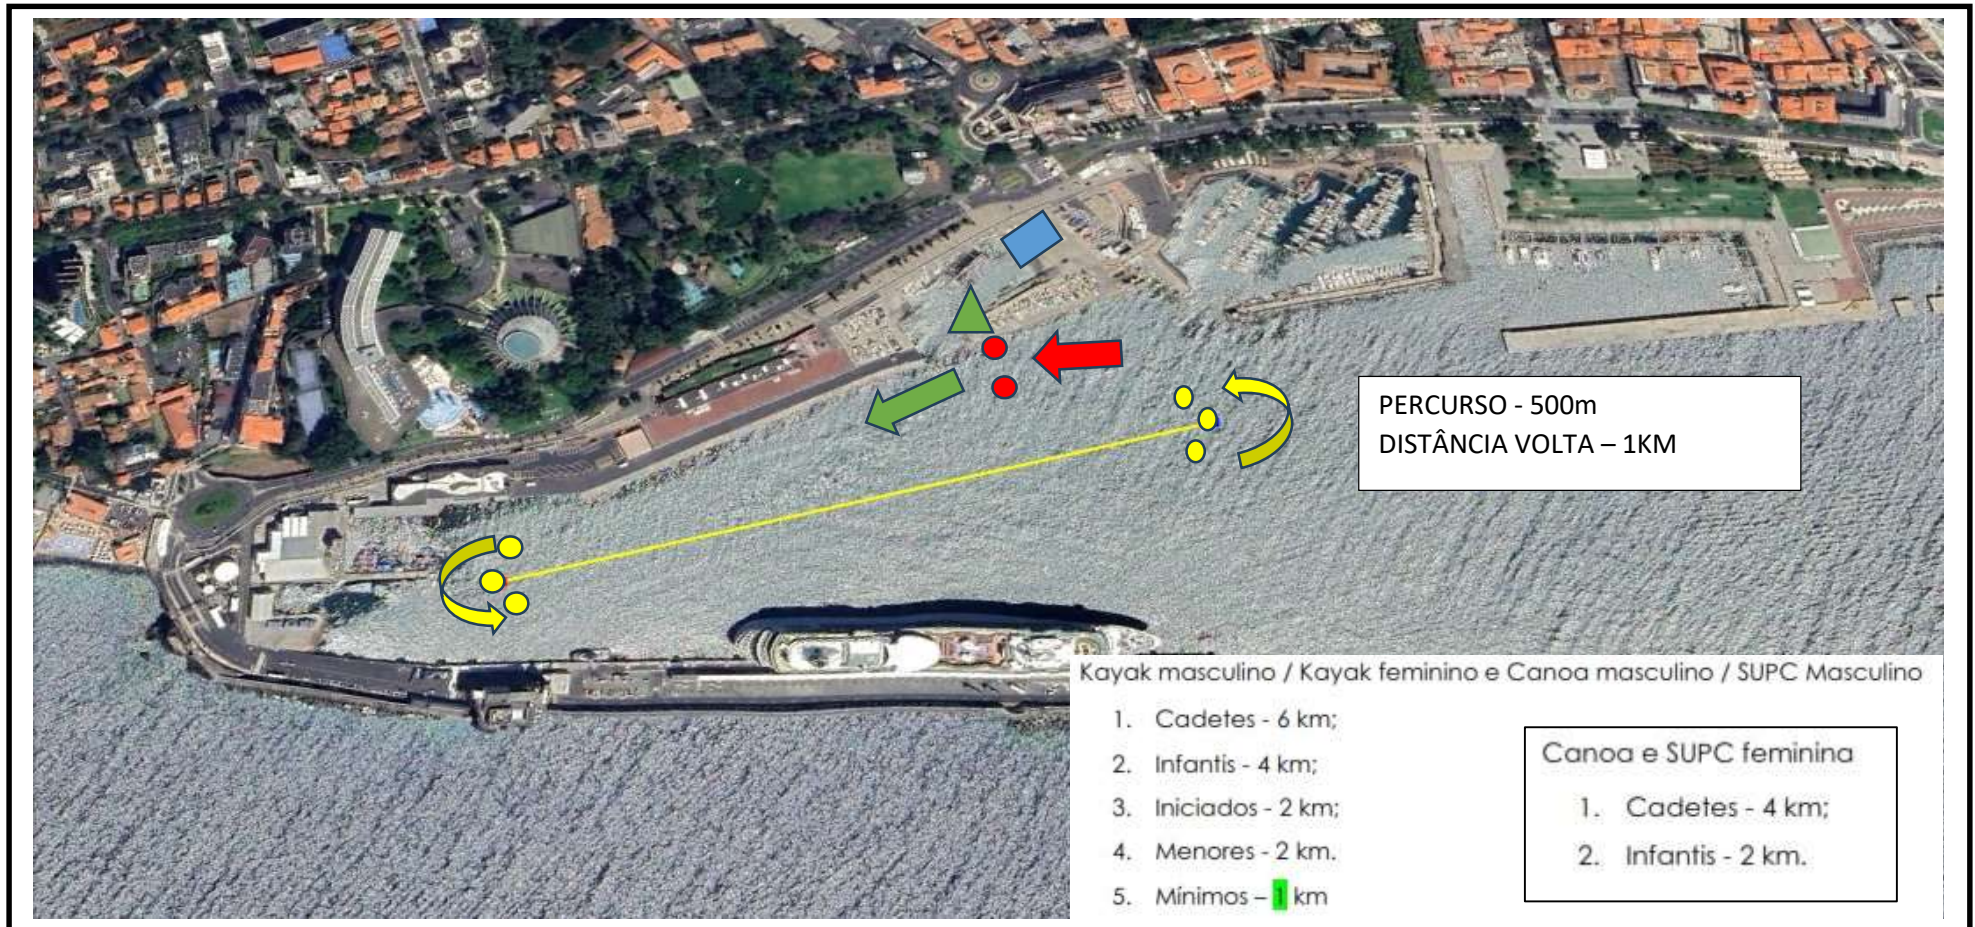 PERCURSO - 500m
DISTÂNCIA VOLTA – 1KM
Kayak masculino / Kayak feminino e Canoa masculino / SUPC Masculino
1. Cadetes - 6 km;
2. Infantis - 4 km;
3. Iniciados - 2 km;
4. Menores - 2 km.
5. Mínimos – 1 km
Canoa e SUPC feminina
1. Cadetes - 4 km;
2. Infantis - 2 km.